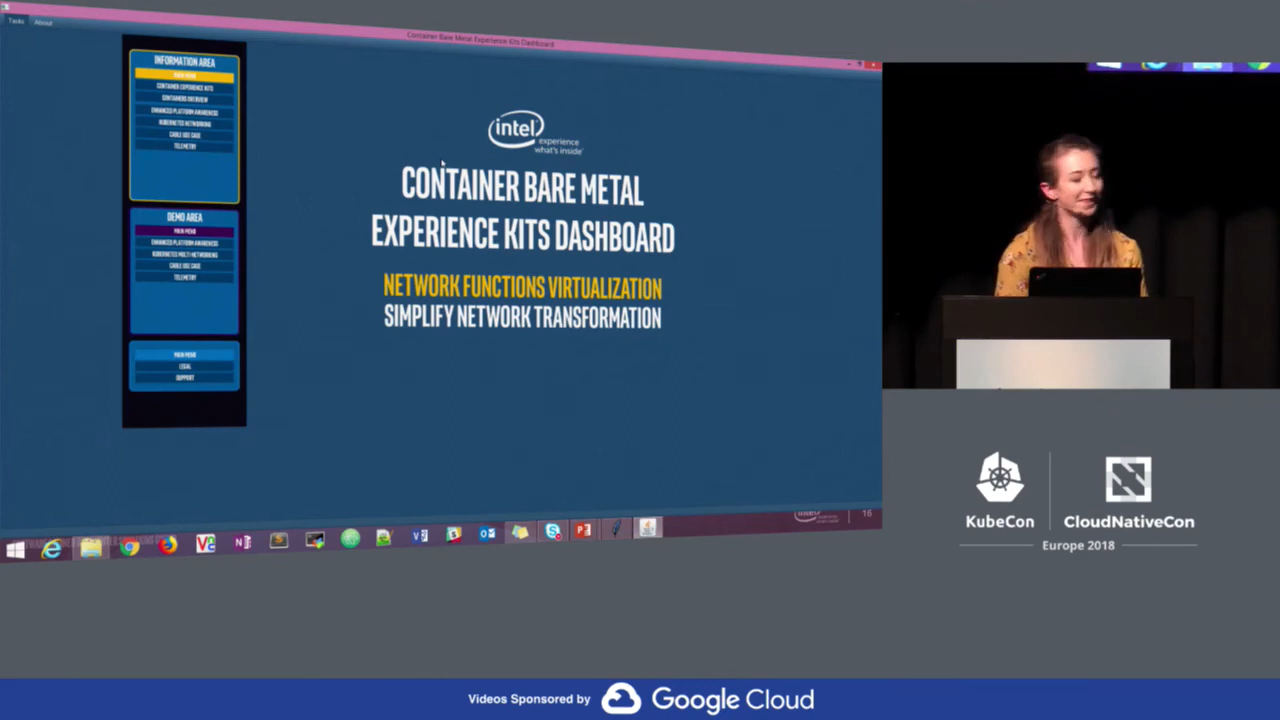 Tasks About
Container Bare Metal Experience Kits Dashboard
INFORMATION AREA
MAIN MENU
CONTAINER EXPERIENCE KITS
CONTAINERS OVERVIEW
ENHANCED PLATFORM AWARENESS
KUBERNETES NETWORKING
CABLE USE CASE
TELEMETRY
DEMO AREA
MAIN MENU
ENHANCED PLATFORM AWARENESS
KUBERNETES MULTI-NETWORKING
CABLE USE CASE
TELEMETRY
MAIN MENU
LEGAL
SUPPORT
intel
experience
what's inside
CONTAINER BARE METAL
EXPERIENCE KITS DASHBOARD
NETWORK FUNCTIONS VIRTUALIZATION
SIMPLIFY NETWORK TRANSFORMATION
intel
16
KubeCon
CloudNativeCon
Europe 2018
Videos Sponsored by Google Cloud